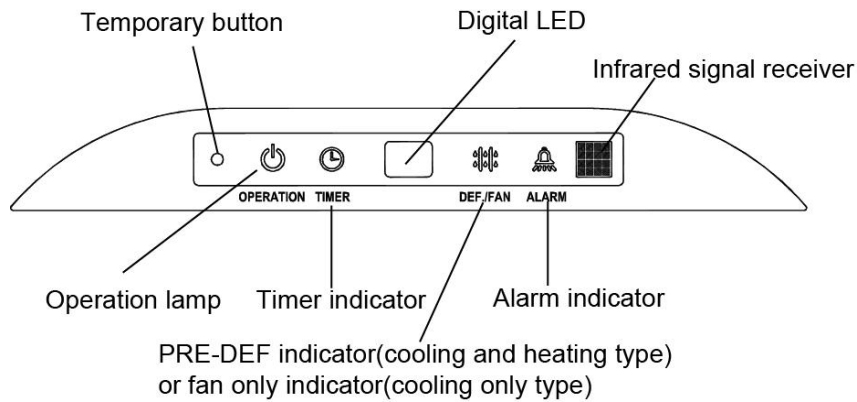 Temporary button
Digital LED
Infrared signal receiver
OPERATION TIMER DEF./FAN ALARM
Operation lamp
Timer indicator
Alarm indicator
PRE-DEF indicator(cooling and heating type)
or fan only indicator(cooling only type)